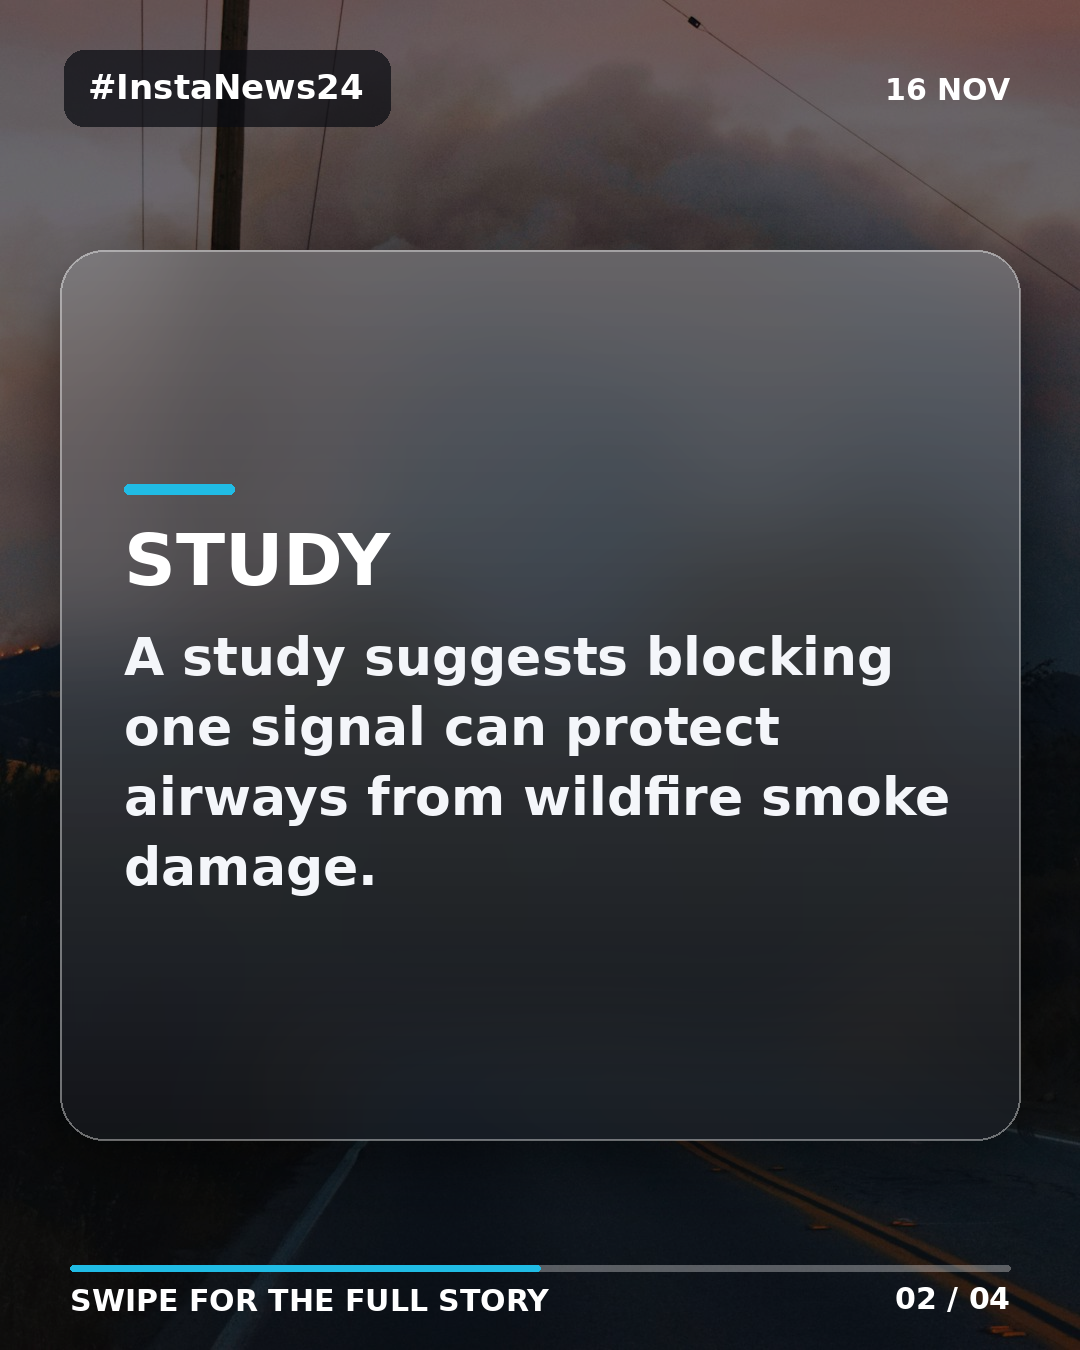 #InstaNews24
16 NOV
STUDY
A study suggests blocking
one signal can protect
airways from wildfire smoke
damage.
SWIPE FOR THE FULL STORY
02 / 04